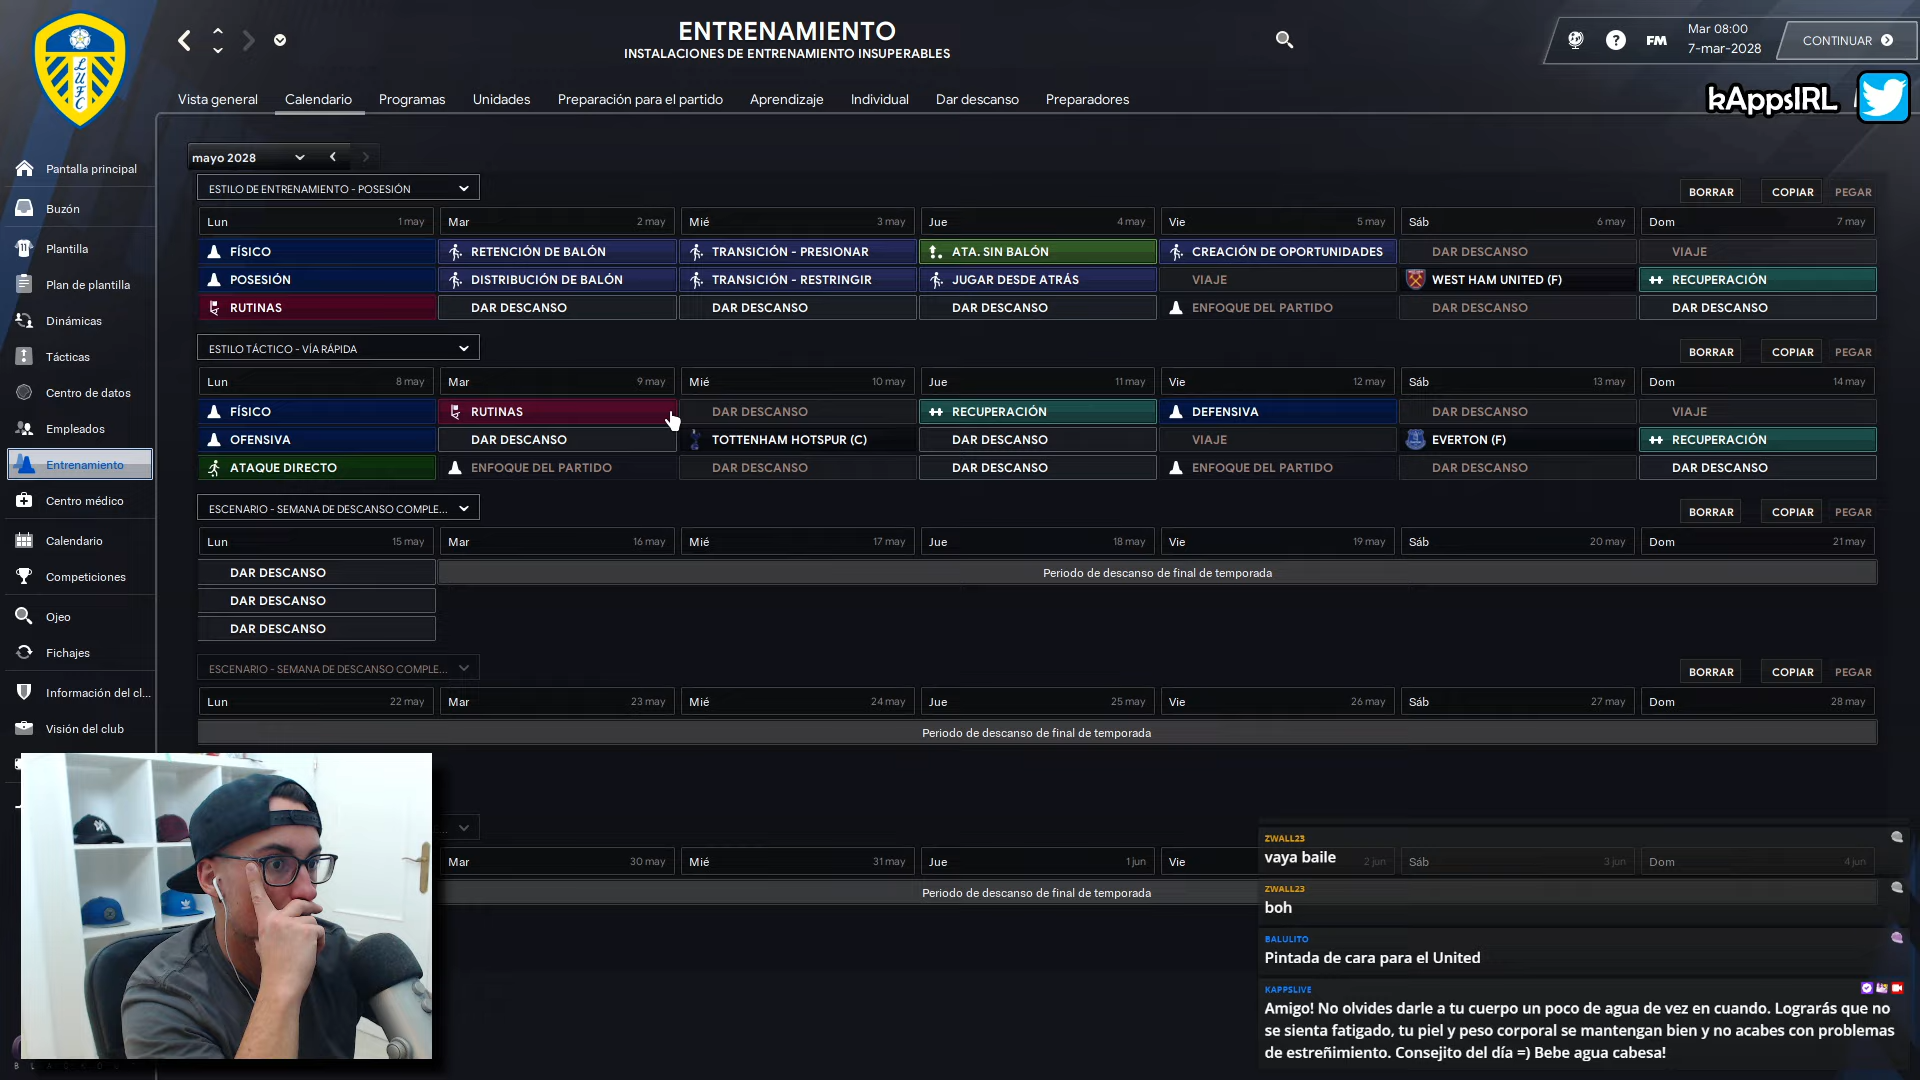 LUFC
ENTRENAMIENTO
INSTALACIONES DE ENTRENAMIENTO INSUPERABLES
FM
Mar 08:00
7-mar-2028
CONTINUAR
kAppsIRL
Vista general Calendario Programas Unidades Preparación para el partido Aprendizaje Individual Dar descanso Preparadores
Pantalla principal
Buzón
Plantilla
Plan de plantilla
Dinámicas
Tácticas
Centro de datos
Empleados
Entrenamiento
Centro médico
Calendario
Competiciones
Ojeo
Fichajes
Información del cl...
Visión del club
mayo 2028
ESTILO DE ENTRENAMIENTO - POSESIÓN BORRAR COPIAR PEGAR
Lun 1 may Mar 2 may Mié 3 may Jue 4 may Vie 5 may Sáb 6 may Dom 7 may
FÍSICO RETENCIÓN DE BALÓN TRANSICIÓN - PRESIONAR ATA. SIN BALÓN CREACIÓN DE OPORTUNIDADES DAR DESCANSO VIAJE
POSESIÓN DISTRIBUCIÓN DE BALÓN TRANSICIÓN - RESTRINGIR JUGAR DESDE ATRÁS VIAJE WEST HAM UNITED (F) RECUPERACIÓN
RUTINAS DAR DESCANSO DAR DESCANSO DAR DESCANSO ENFOQUE DEL PARTIDO DAR DESCANSO DAR DESCANSO
ESTILO TÁCTICO - VÍA RÁPIDA BORRAR COPIAR PEGAR
Lun 8 may Mar 9 may Mié 10 may Jue 11 may Vie 12 may Sáb 13 may Dom 14 may
FÍSICO RUTINAS DAR DESCANSO RECUPERACIÓN DEFENSIVA DAR DESCANSO VIAJE
OFENSIVA DAR DESCANSO TOTTENHAM HOTSPUR (C) DAR DESCANSO VIAJE EVERTON (F) RECUPERACIÓN
ATAQUE DIRECTO ENFOQUE DEL PARTIDO DAR DESCANSO DAR DESCANSO ENFOQUE DEL PARTIDO DAR DESCANSO DAR DESCANSO
ESCENARIO - SEMANA DE DESCANSO COMPLE... BORRAR COPIAR PEGAR
Lun 15 may Mar 16 may Mié 17 may Jue 18 may Vie 19 may Sáb 20 may Dom 21 may
DAR DESCANSO Periodo de descanso de final de temporada
DAR DESCANSO
DAR DESCANSO
ESCENARIO - SEMANA DE DESCANSO COMPLE... BORRAR COPIAR PEGAR
Lun 22 may Mar 23 may Mié 24 may Jue 25 may Vie 26 may Sáb 27 may Dom 28 may
Periodo de descanso de final de temporada
Mar 30 may Mié 31 may Jue 1 jun Vie 2 jun Sáb 3 jun Dom 4 jun
Periodo de descanso de final de temporada
ZWALL23
vaya baile
ZWALL23
boh
BALULITO
Pintada de cara para el United
KAPPSLIVE
Amigo! No olvides darle a tu cuerpo un poco de agua de vez en cuando. Lograrás que no
se sienta fatigado, tu piel y peso corporal se mantengan bien y no acabes con problemas
de estreñimiento. Consejito del día =) Bebe agua cabesa!